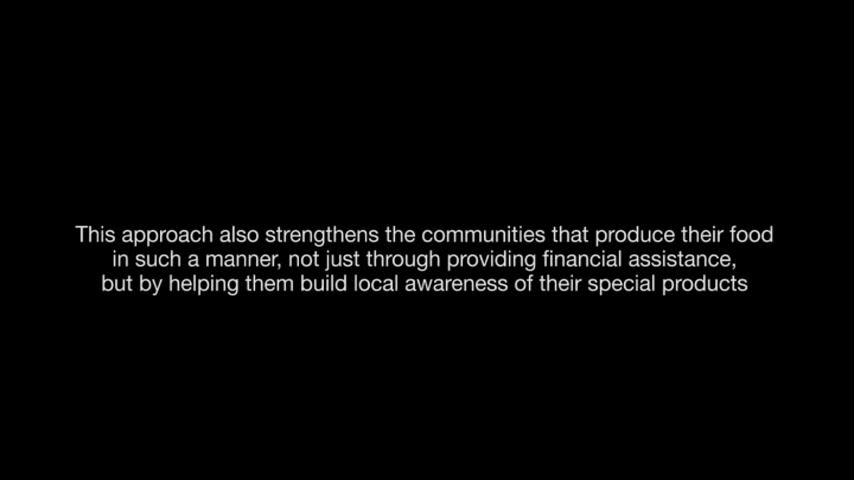 This approach also strengthens the communities that produce their food
in such a manner, not just through providing financial assistance,
but by helping them build local awareness of their special products